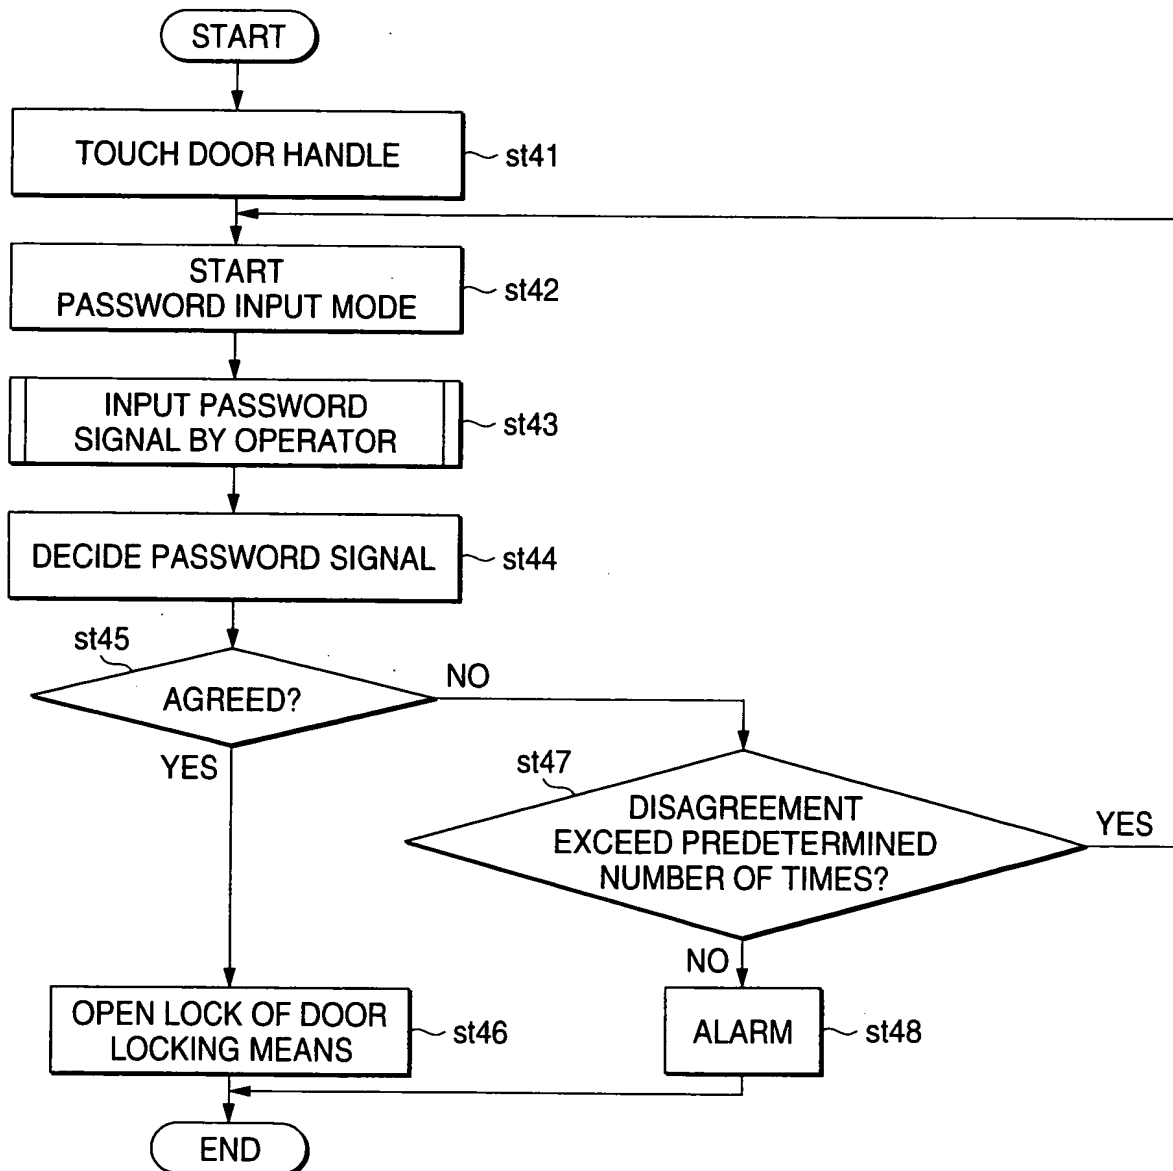 START
TOUCH DOOR HANDLE
st41
START
PASSWORD INPUT MODE
st42
INPUT PASSWORD
SIGNAL BY OPERATOR
st43
DECIDE PASSWORD SIGNAL
st44
st45
AGREED?
NO
YES
st47
DISAGREEMENT
EXCEED PREDETERMINED
NUMBER OF TIMES?
YES
NO
OPEN LOCK OF DOOR
LOCKING MEANS
st46
ALARM
st48
END